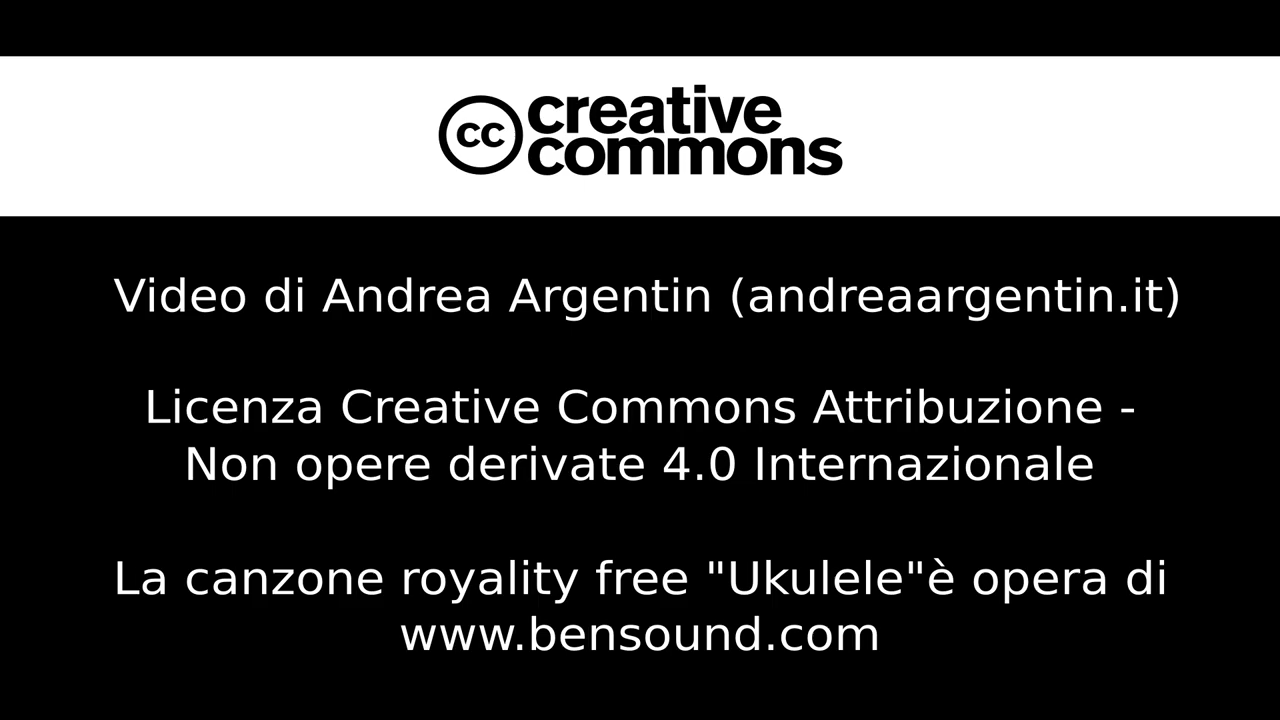 cc creative
commons
Video di Andrea Argentin (andreaargentin.it)
Licenza Creative Commons Attribuzione -
Non opere derivate 4.0 Internazionale
La canzone royality free "Ukulele"è opera di
www.bensound.com